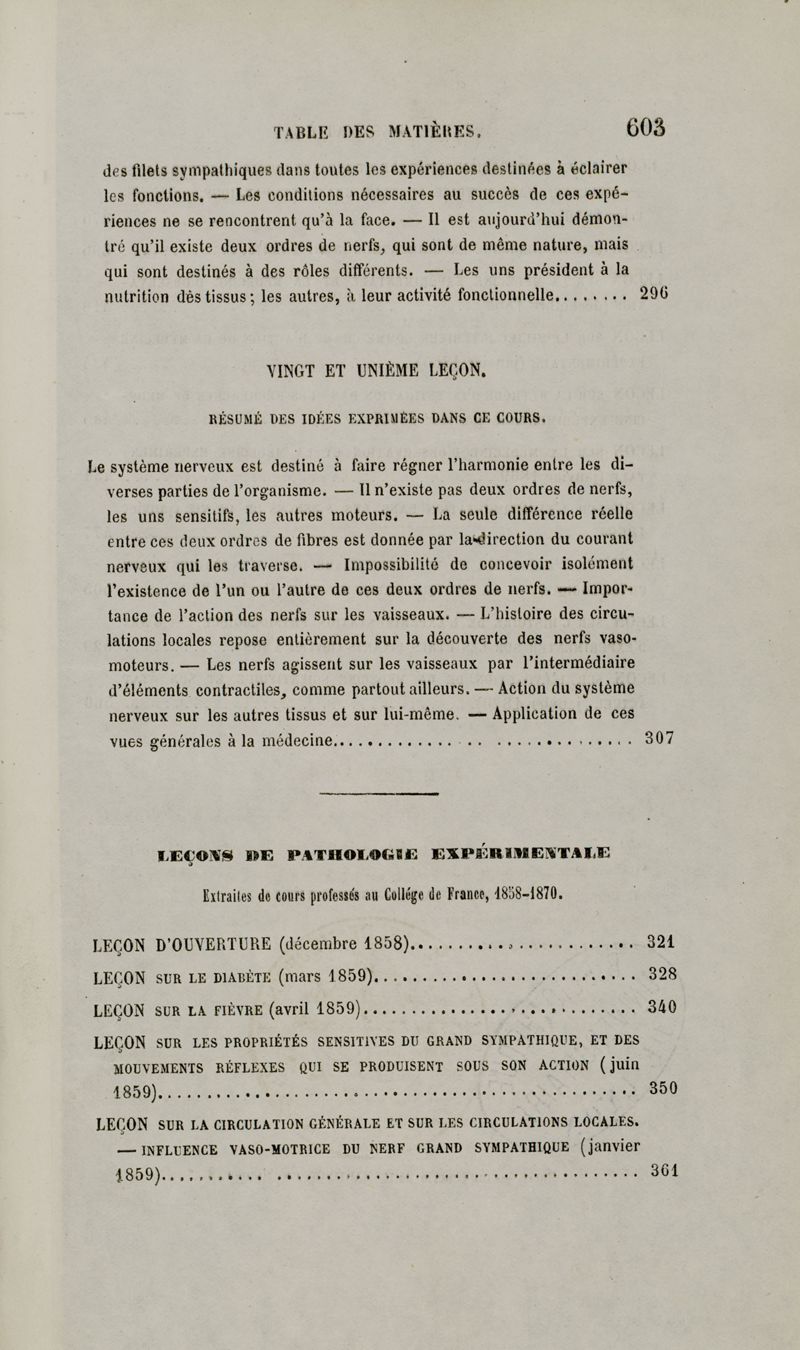 TABLE DES MATIÈRES. 603
des filets sympathiques dans toutes les expériences destinées à éclairer
les fonctions. — Les conditions nécessaires au succès de ces expé-
riences ne se rencontrent qu'à la face. — Il est aujourd'hui démon-
tré qu'il existe deux ordres de nerfs, qui sont de même nature, mais
qui sont destinés à des rôles différents. — Les uns président à la
nutrition dès tissus; les autres, à leur activité fonctionnelle........ 296
VINGT ET UNIÈME LEÇON.
RÉSUMÉ DES IDÉES EXPRIMÉES DANS CE COURS.
Le système nerveux est destiné à faire régner l'harmonie entre les di-
verses parties de l'organisme. — Il n'existe pas deux ordres de nerfs,
les uns sensitifs, les autres moteurs. — La seule différence réelle
entre ces deux ordres de fibres est donnée par la direction du courant
nerveux qui les traverse. — Impossibilité de concevoir isolément
l'existence de l'un ou l'autre de ces deux ordres de nerfs. — Impor-
tance de l'action des nerfs sur les vaisseaux. — L'histoire des circu-
lations locales repose entièrement sur la découverte des nerfs vaso-
moteurs. — Les nerfs agissent sur les vaisseaux par l'intermédiaire
d'éléments contractiles, comme partout ailleurs. — Action du système
nerveux sur les autres tissus et sur lui-même. — Application de ces
vues générales à la médecine.............................. 307
LEÇONS DE PATHOLOGIE EXPÉRIMENTALE
Extraites de cours professés au Collége de France, 1858-1870.
LEÇON D'OUVERTURE (décembre 1858)....................... 321
LEÇON SUR LE DIABÈTE (mars 1859)........................... 328
LEÇON SUR LA FIÈVRE (avril 1859)............................ 340
LEÇON SUR LES PROPRIÉTÉS SENSITIVES DU GRAND SYMPATHIQUE, ET DES
MOUVEMENTS RÉFLEXES QUI SE PRODUISENT SOUS SON ACTION (juin
1859)................................................ 350
LEÇON SUR LA CIRCULATION GÉNÉRALE ET SUR LES CIRCULATIONS LOCALES.
— INFLUENCE VASO-MOTRICE DU NERF GRAND SYMPATHIQUE (janvier
1859)................................................ 361